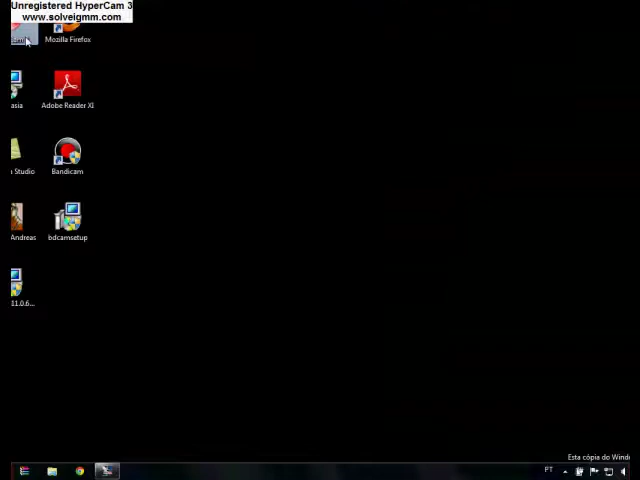 Unregistered HyperCam 3
www.solveigmm.com
Mozilla Firefox
asia
Adobe Reader XI
Studio
Bandicam
Andreas
bdcamsetup
11.0.6...
Esta cópia do Wind
PT